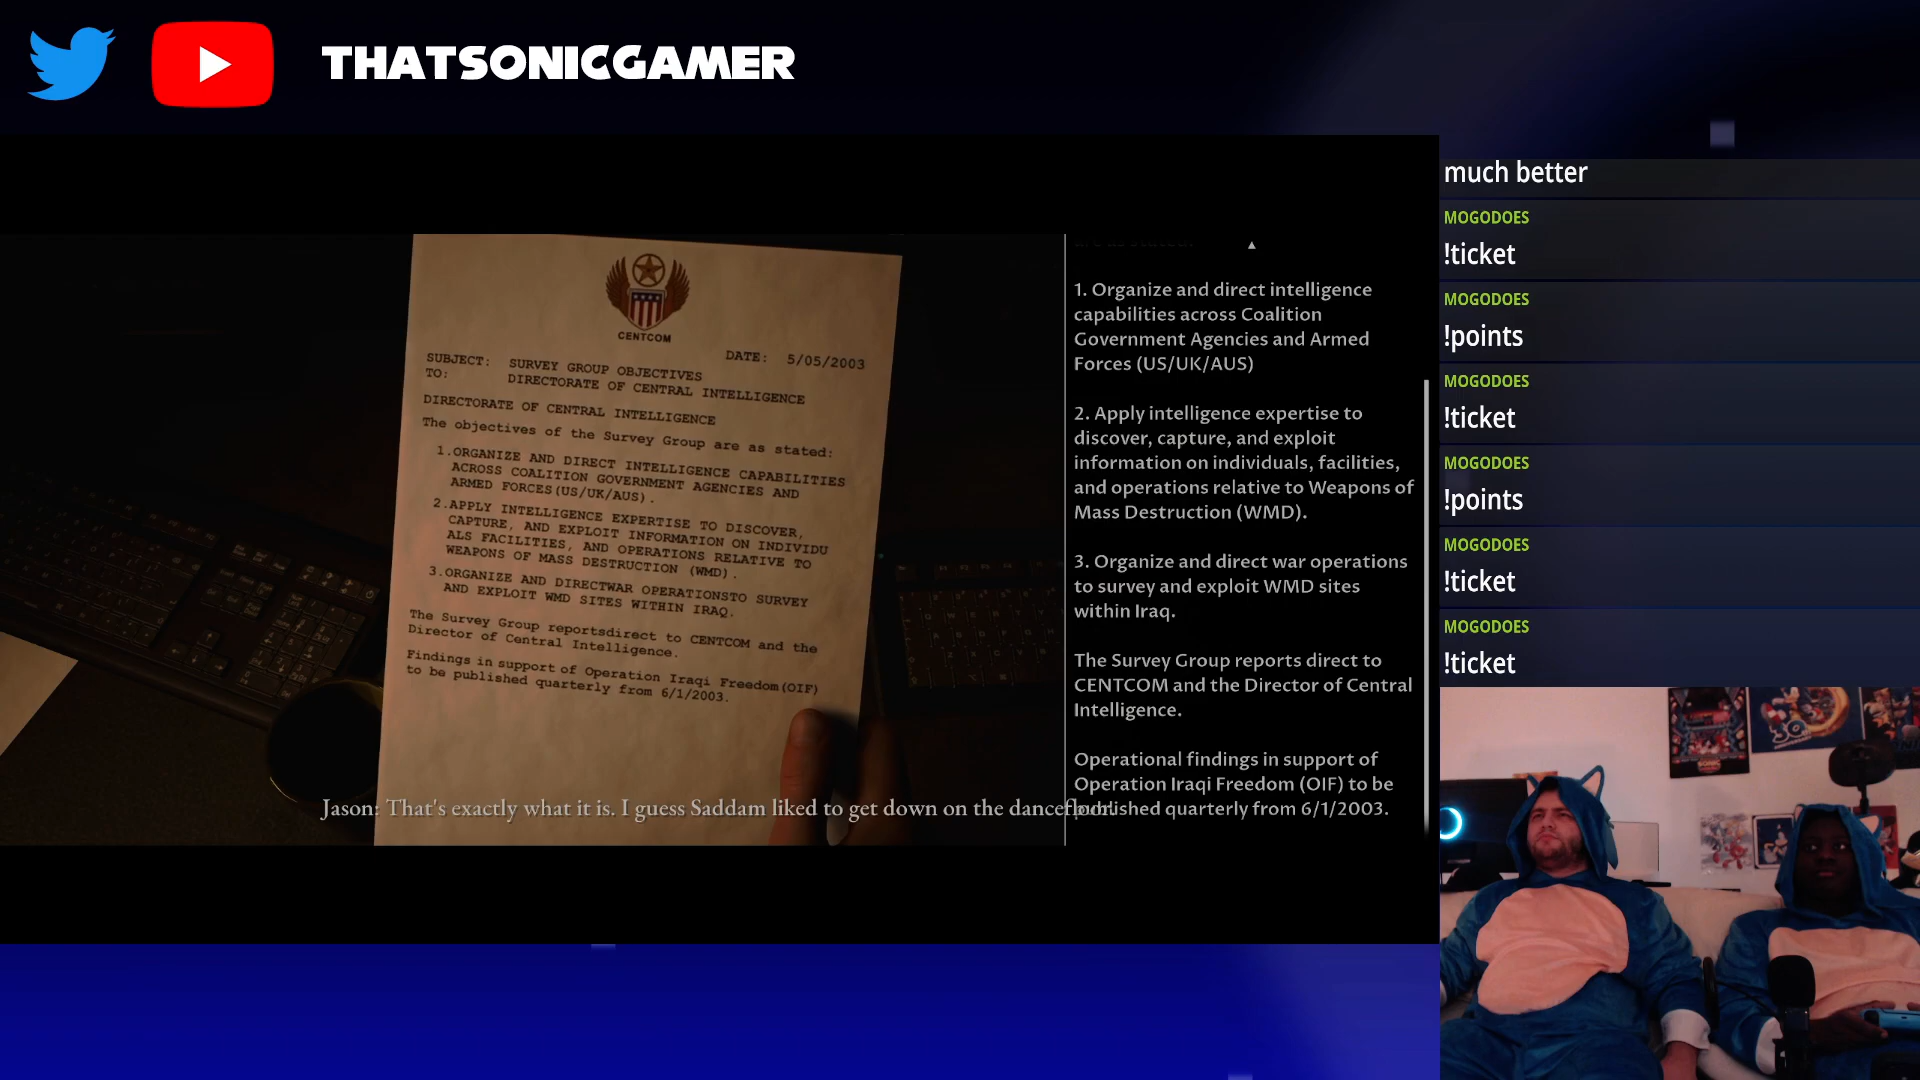 THATSONICGAMER
CENTCOM
DATE: 5/05/2003
SUBJECT: SURVEY GROUP OBJECTIVES
TO: DIRECTORATE OF CENTRAL INTELLIGENCE
DIRECTORATE OF CENTRAL INTELLIGENCE
The objectives of the Survey Group are as stated:
1.ORGANIZE AND DIRECT INTELLIGENCE CAPABILITIES
ACROSS COALITION GOVERNMENT AGENCIES AND
ARMED FORCES(US/UK/AUS).
2.APPLY INTELLIGENCE EXPERTISE TO DISCOVER,
CAPTURE, AND EXPLOIT INFORMATION ON INDIVIDU
ALS FACILITIES, AND OPERATIONS RELATIVE TO
WEAPONS OF MASS DESTRUCTION (WMD).
3.ORGANIZE AND DIRECTWAR OPERATIONSTO SURVEY
AND EXPLOIT WMD SITES WITHIN IRAQ.
The Survey Group reportsdirect to CENTCOM and the
Director of Central Intelligence.
Findings in support of Operation Iraqi Freedom(OIF)
to be published quarterly from 6/1/2003.
Jason: That's exactly what it is. I guess Saddam liked to get down on the dancefloor.
are as stated:
1. Organize and direct intelligence
capabilities across Coalition
Government Agencies and Armed
Forces (US/UK/AUS)
2. Apply intelligence expertise to
discover, capture, and exploit
information on individuals, facilities,
and operations relative to Weapons of
Mass Destruction (WMD).
3. Organize and direct war operations
to survey and exploit WMD sites
within Iraq.
The Survey Group reports direct to
CENTCOM and the Director of Central
Intelligence.
Operational findings in support of
Operation Iraqi Freedom (OIF) to be
published quarterly from 6/1/2003.
much better
MOGODOES
!ticket
MOGODOES
!points
MOGODOES
!ticket
MOGODOES
!points
MOGODOES
!ticket
MOGODOES
!ticket